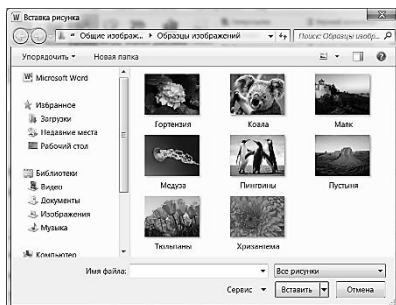 Вставка рисунка
« Общие изображ... ▸ Образцы изображений
Поиск: Образцы изобр...
Упорядочить ▾ Новая папка
Microsoft Word
Избранное
Загрузки
Недавние места
Рабочий стол
Библиотеки
Видео
Документы
Изображения
Музыка
Компьютер
Гортензия Коала Маяк
Медуза Пингвины Пустыня
Тюльпаны Хризантема
Имя файла: Все рисунки
Сервис ▾ Вставить Отмена